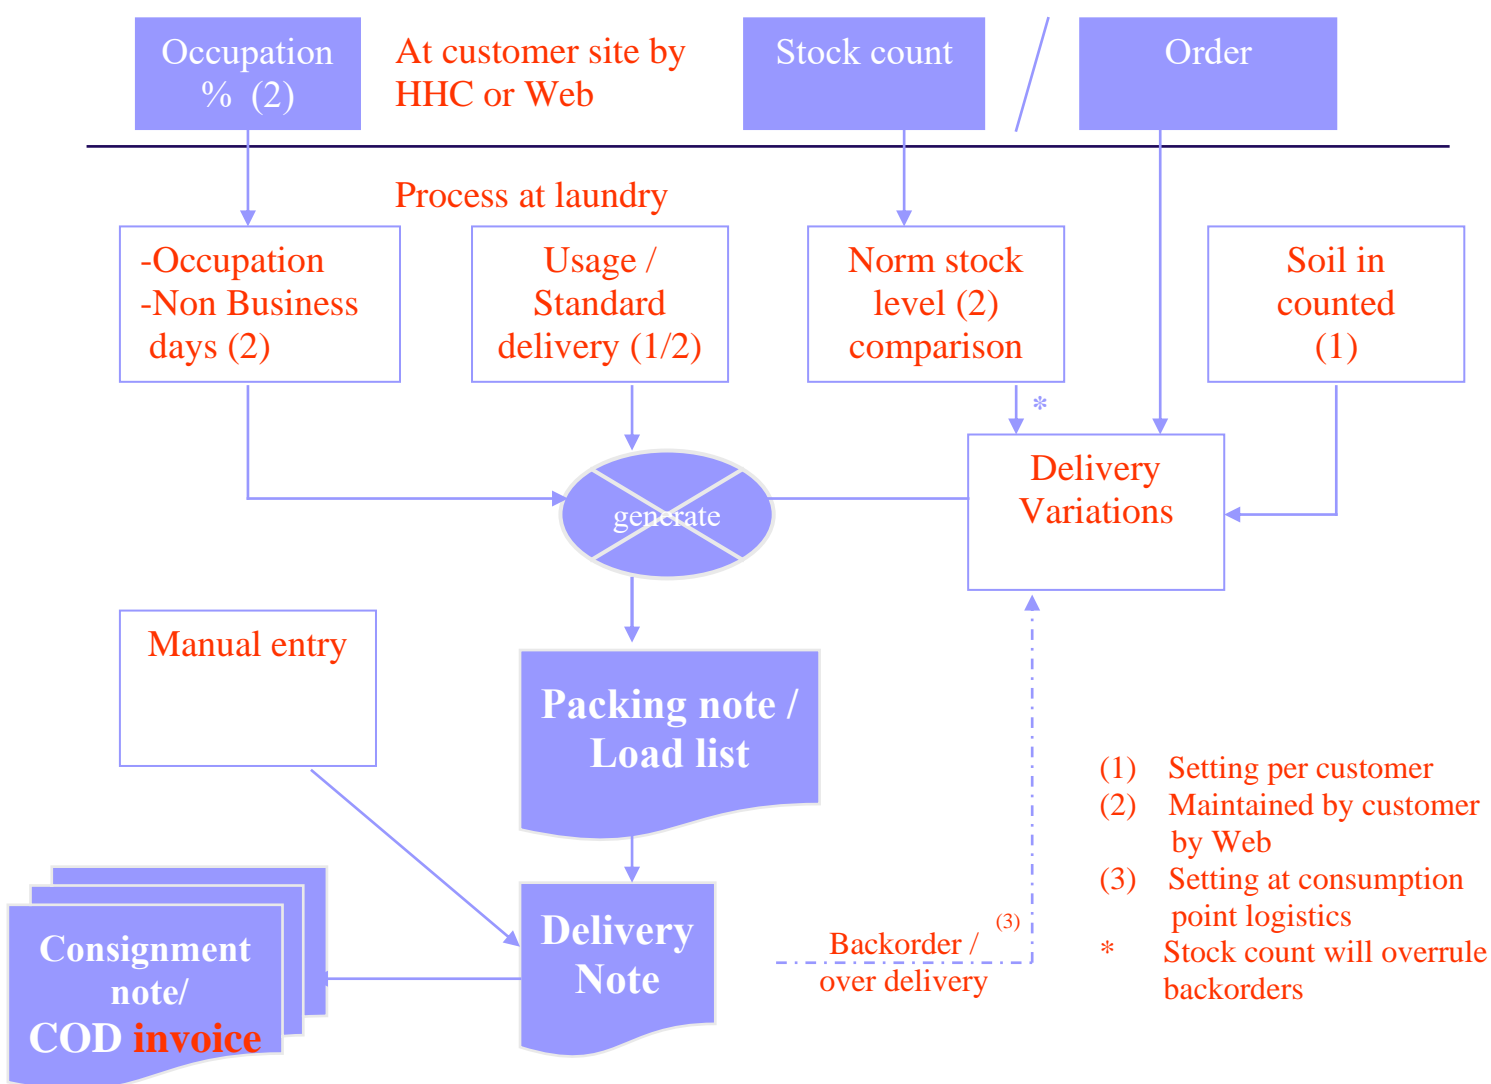 Occupation
% (2)
At customer site by
HHC or Web
Stock count
Order
Process at laundry
-Occupation
-Non Business
days (2)
Usage /
Standard
delivery (1/2)
Norm stock
level (2)
comparison
Soil in
counted
(1)
*
generate
Delivery
Variations
Manual entry
Packing note /
Load list
(1) Setting per customer
(2) Maintained by customer
by Web
(3) Setting at consumption
point logistics
* Stock count will overrule
backorders
Delivery
Note
(3)
Backorder /
over delivery
Consignment
note/
COD invoice